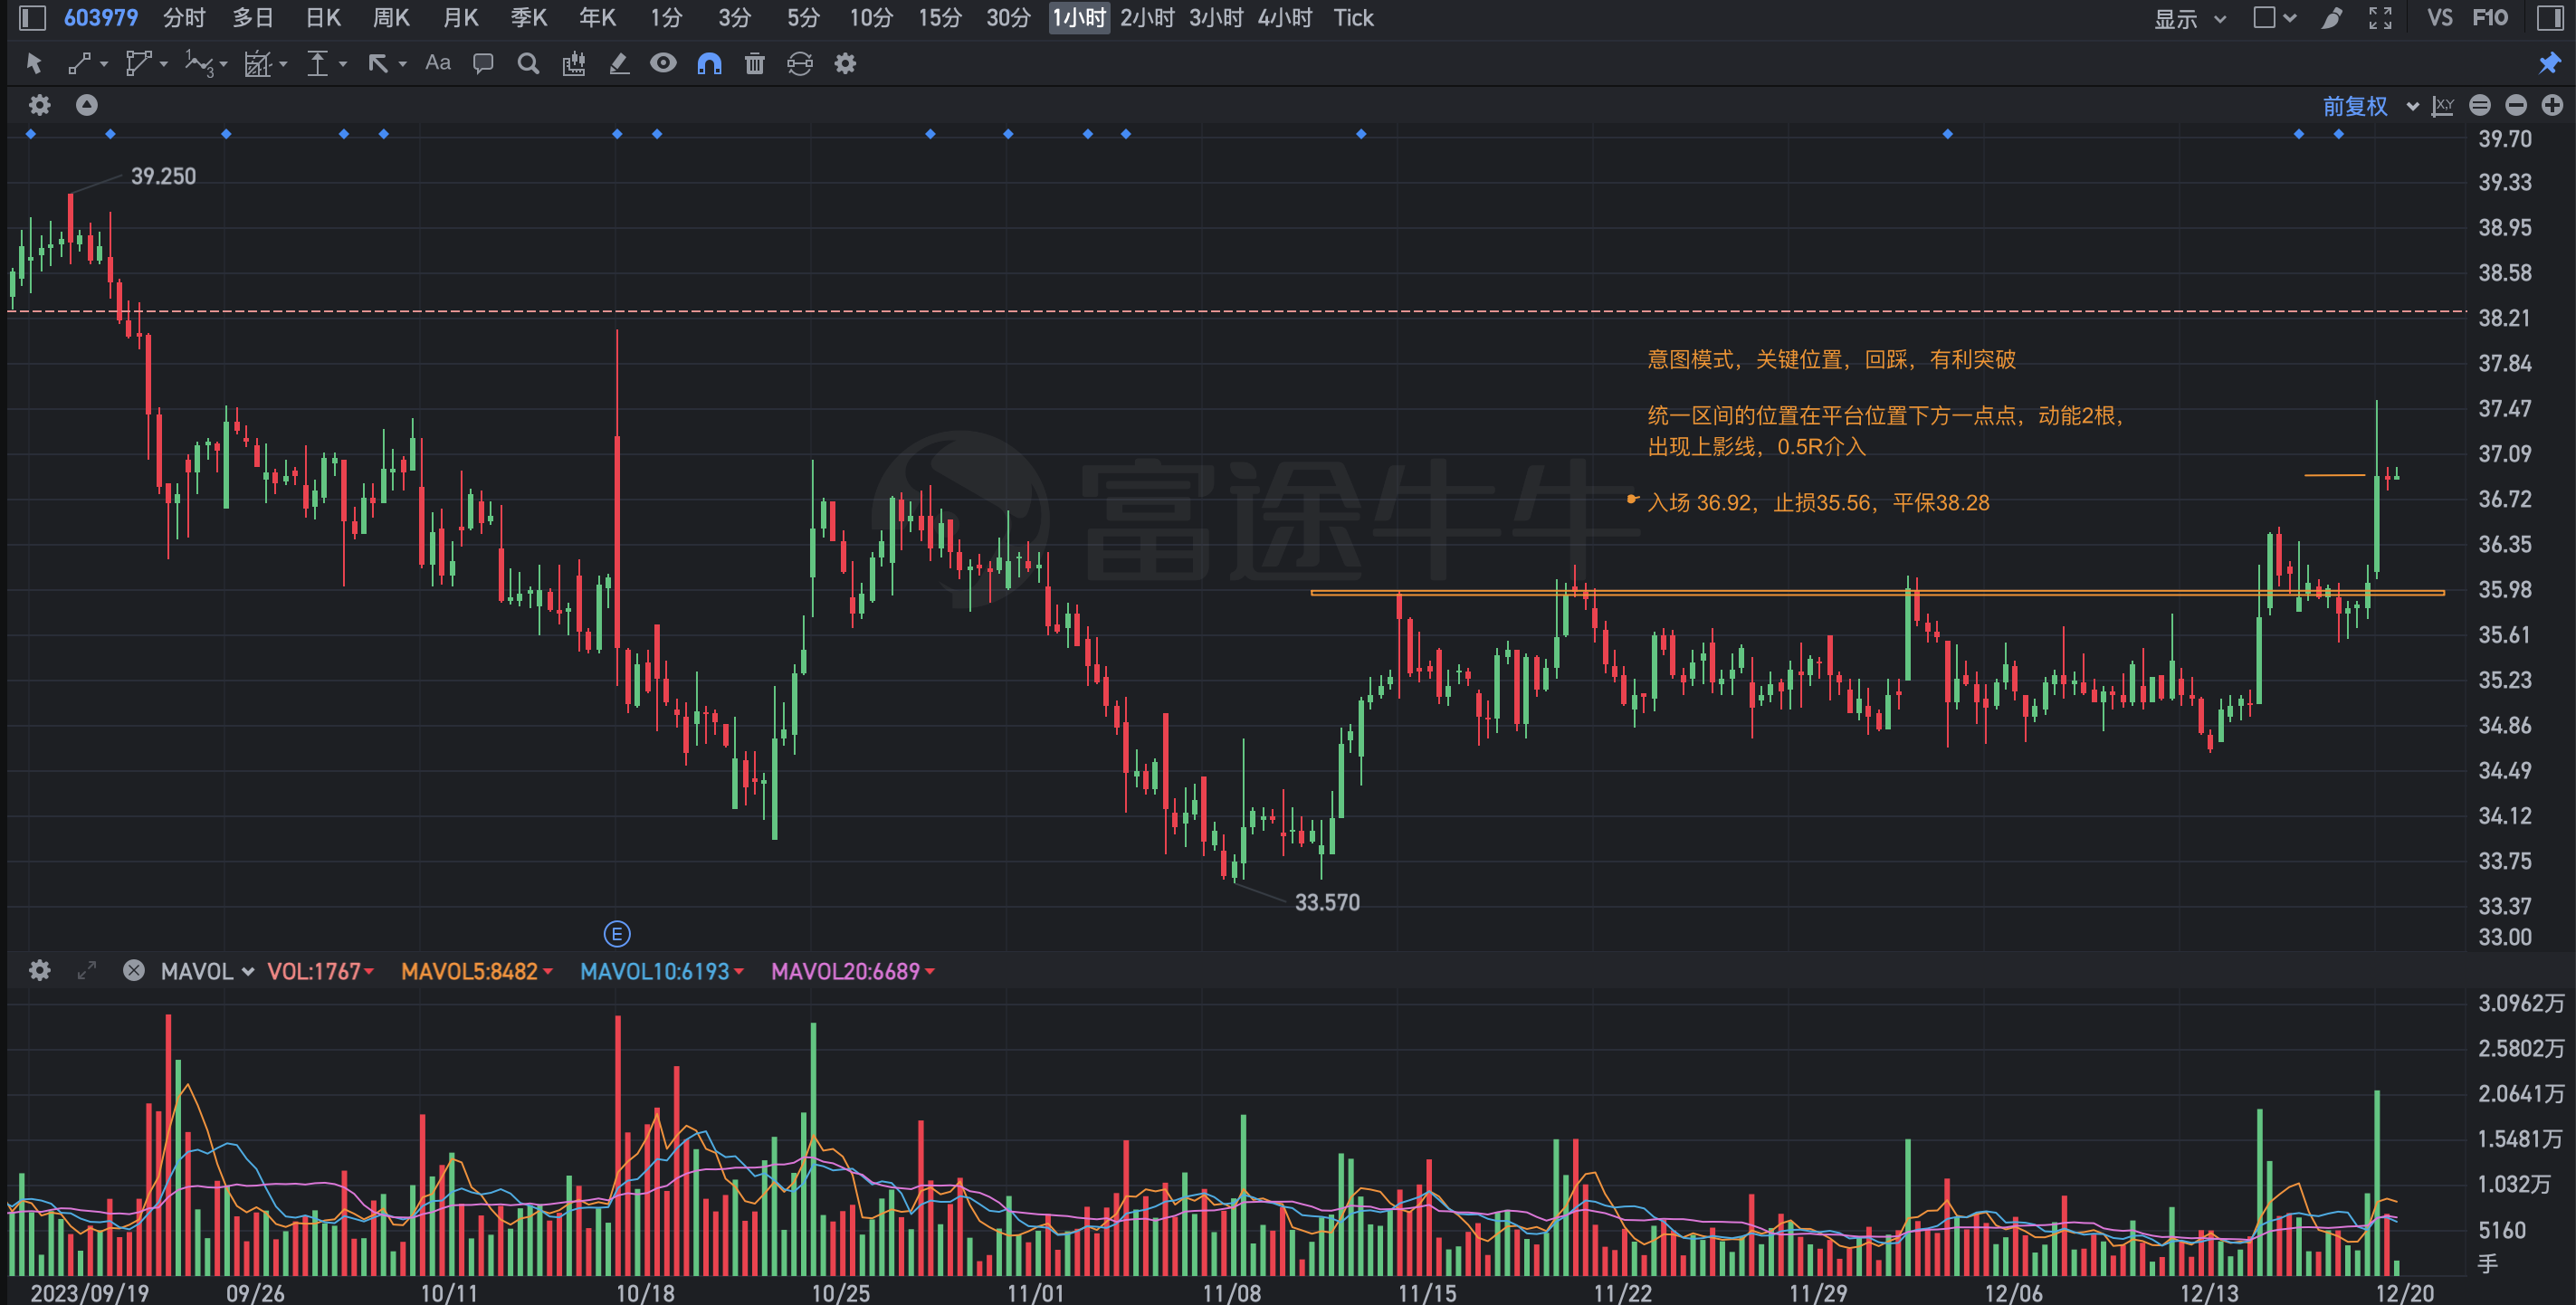 603979 分时 多日 日K 周K 月K 季K 年K 1分 3分 5分 10分 15分 30分 1小时 2小时 3小时 4小时 Tick 显示 VS F10
3 Aa
前复权 X,Y
39.70
39.250
39.33
38.95
38.58
38.21
意图模式，关键位置，回踩，有利突破
37.84
统一区间的位置在平台位置下方一点点，动能2根，
37.47
出现上影线，0.5R介入
37.09
富途牛牛
入场 36.92，止损35.56，平保38.28
36.72
36.35
35.98
35.61
35.23
34.86
34.49
34.12
33.75
33.570
33.37
E
33.00
MAVOL VOL:1767 MAVOL5:8482 MAVOL10:6193 MAVOL20:6689
3.0962万
2.5802万
2.0641万
1.5481万
1.032万
5160
手
2023/09/19 09/26 10/11 10/18 10/25 11/01 11/08 11/15 11/22 11/29 12/06 12/13 12/20